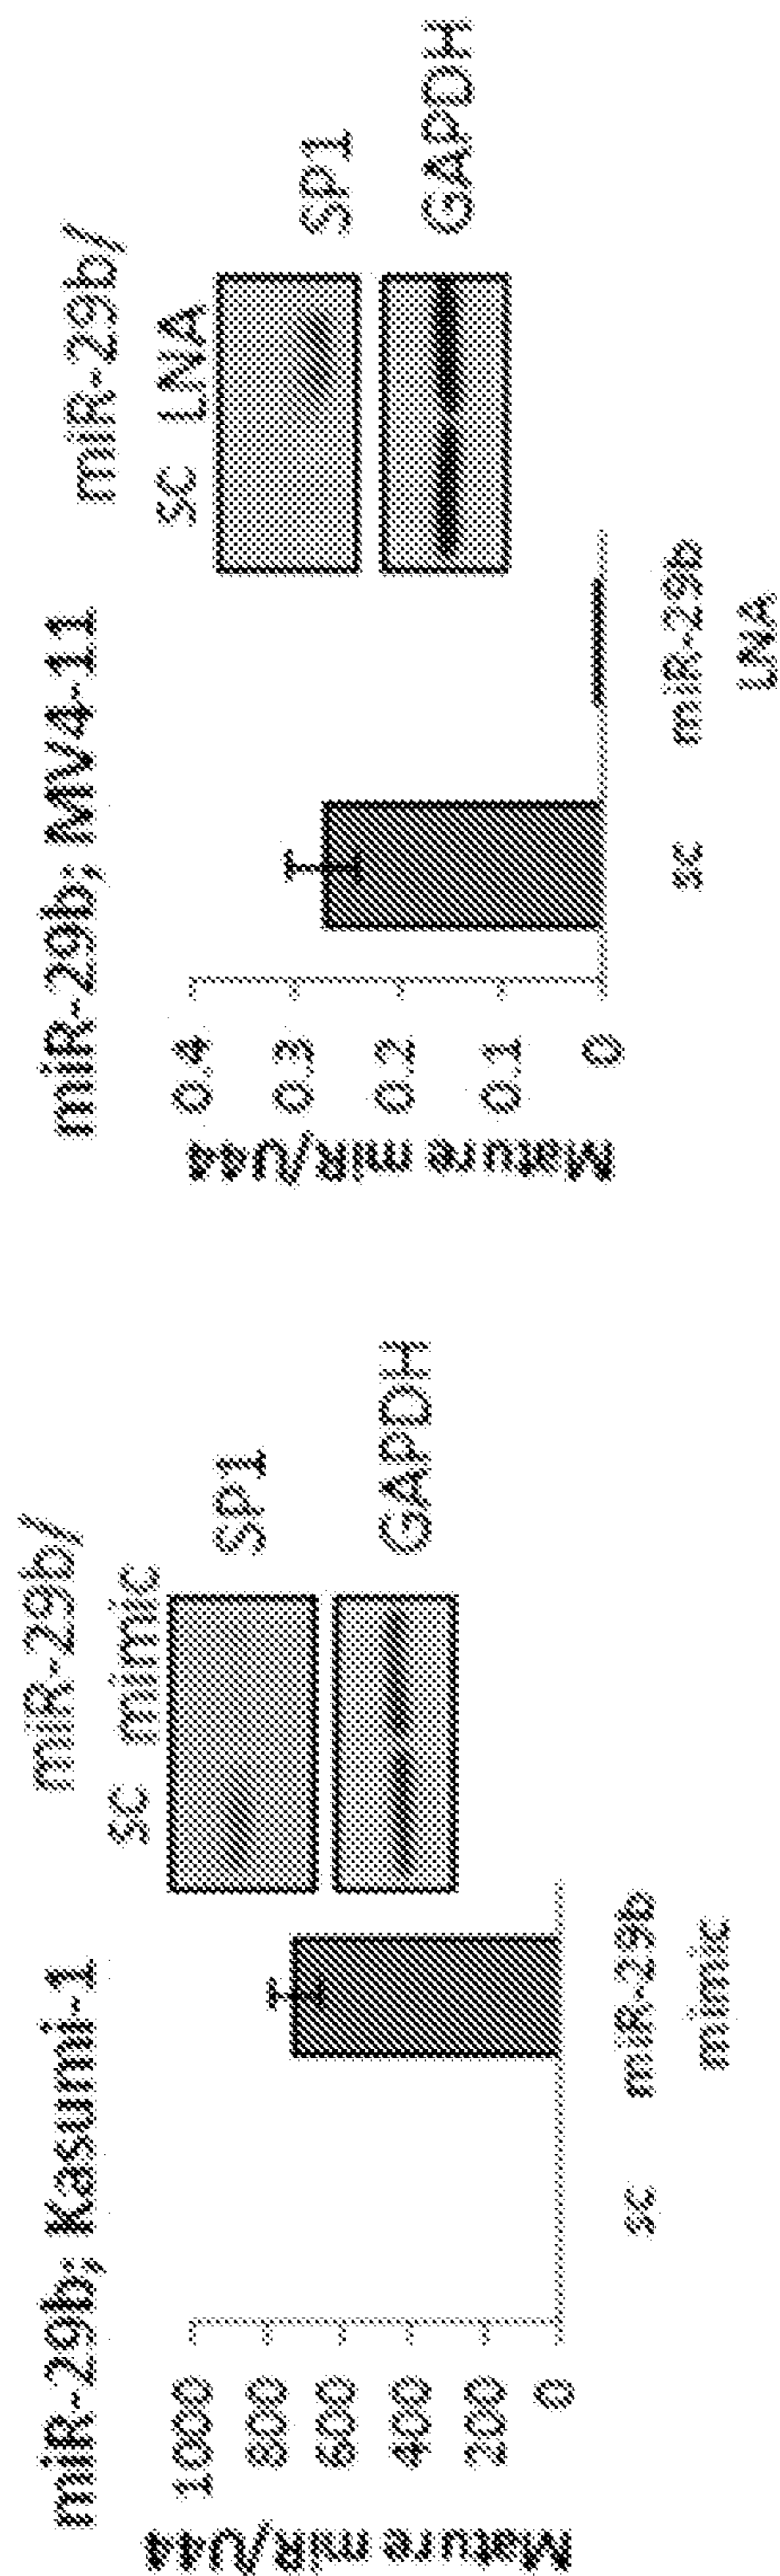 miR-29b; Kasumi-1
miR-29b/
sc mimic
SP1
GAPDH
Mature miR/U44
1000
800
600
400
200
0
sc
miR-29b
mimic
miR-29b; MV4-11
miR-29b/
sc LNA
SP1
GAPDH
Mature miR/U44
0.4
0.3
0.2
0.1
0
sc
miR-29b
LNA